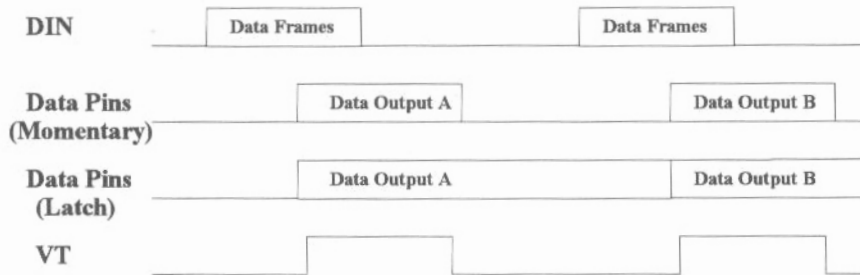 DIN
Data Frames
Data Frames
Data Pins
(Momentary)
Data Output A
Data Output B
Data Pins
(Latch)
Data Output A
Data Output B
VT